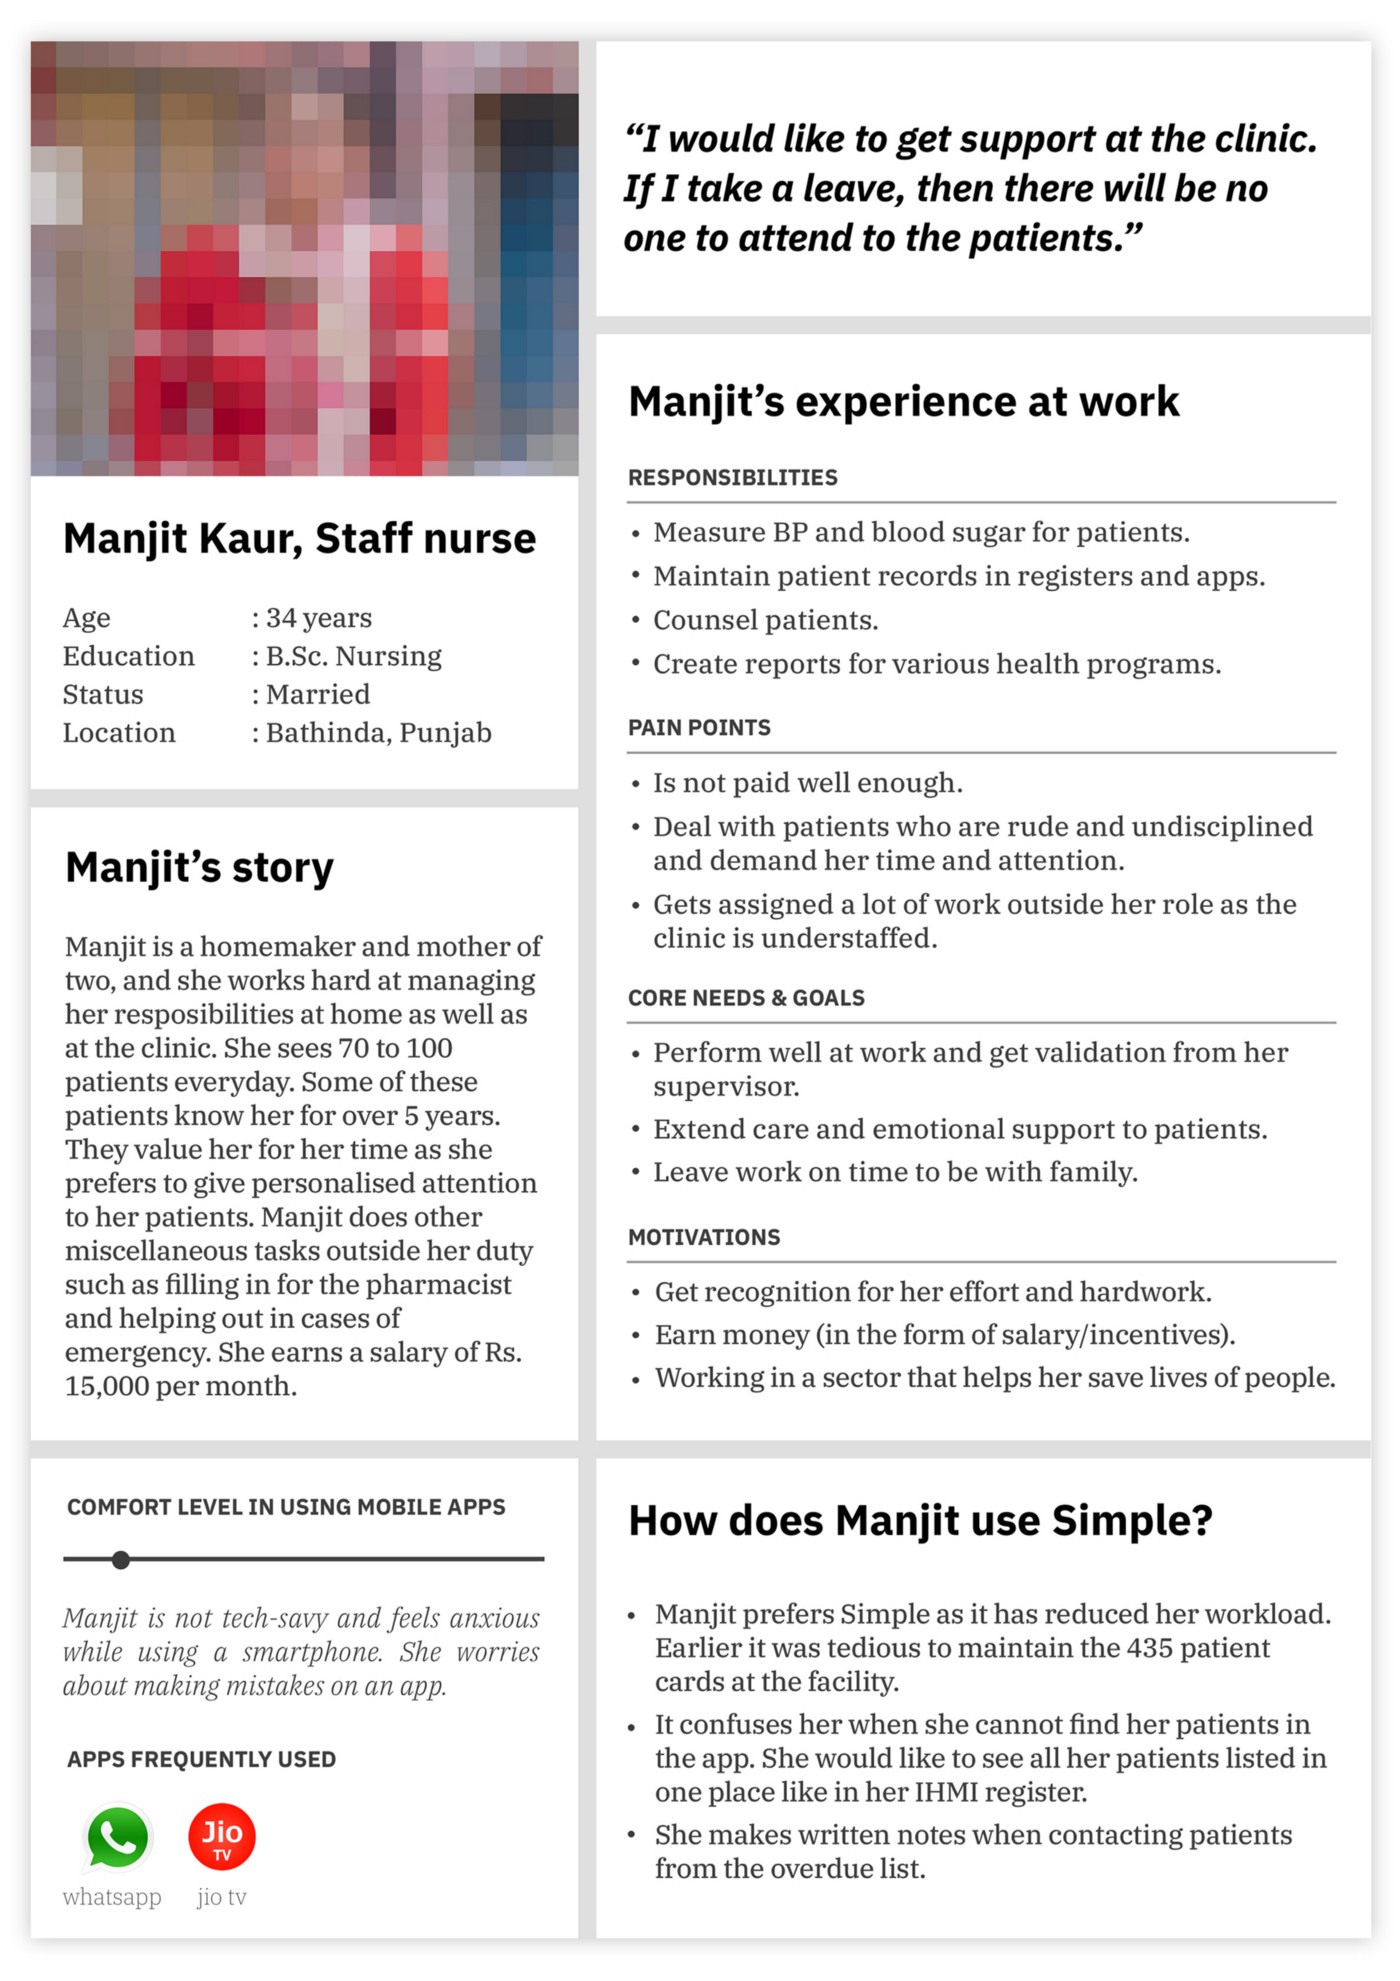 “I would like to get support at the clinic.
If I take a leave, then there will be no
one to attend to the patients.”
Manjit Kaur, Staff nurse
Age : 34 years
Education : B.Sc. Nursing
Status : Married
Location : Bathinda, Punjab
Manjit’s story
Manjit is a homemaker and mother of
two, and she works hard at managing
her resposibilities at home as well as
at the clinic. She sees 70 to 100
patients everyday. Some of these
patients know her for over 5 years.
They value her for her time as she
prefers to give personalised attention
to her patients. Manjit does other
miscellaneous tasks outside her duty
such as filling in for the pharmacist
and helping out in cases of
emergency. She earns a salary of Rs.
15,000 per month.
Manjit’s experience at work
RESPONSIBILITIES
• Measure BP and blood sugar for patients.
• Maintain patient records in registers and apps.
• Counsel patients.
• Create reports for various health programs.
PAIN POINTS
• Is not paid well enough.
• Deal with patients who are rude and undisciplined
and demand her time and attention.
• Gets assigned a lot of work outside her role as the
clinic is understaffed.
CORE NEEDS & GOALS
• Perform well at work and get validation from her
supervisor.
• Extend care and emotional support to patients.
• Leave work on time to be with family.
MOTIVATIONS
• Get recognition for her effort and hardwork.
• Earn money (in the form of salary/incentives).
• Working in a sector that helps her save lives of people.
COMFORT LEVEL IN USING MOBILE APPS
Manjit is not tech-savy and feels anxious
while using a smartphone. She worries
about making mistakes on an app.
APPS FREQUENTLY USED
Jio
TV
whatsapp jio tv
How does Manjit use Simple?
• Manjit prefers Simple as it has reduced her workload.
Earlier it was tedious to maintain the 435 patient
cards at the facility.
• It confuses her when she cannot find her patients in
the app. She would like to see all her patients listed in
one place like in her IHMI register.
• She makes written notes when contacting patients
from the overdue list.